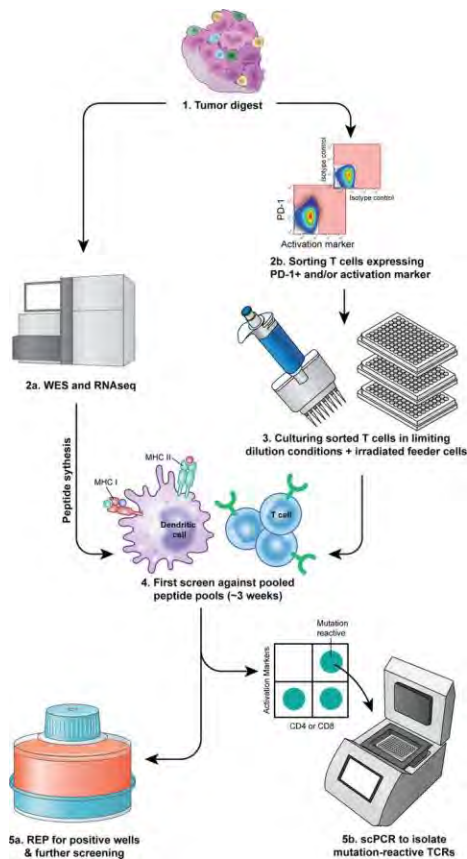 1. Tumor digest
Isotype control
Isotype control
PD-1
Activation marker
2b. Sorting T cells expressing
PD-1+ and/or activation marker
2a. WES and RNAseq
3. Culturing sorted T cells in limiting
dilution conditions + irradiated feeder cells
Peptide sythesis
MHC II
MHC I
Dendritic
cell
T cell
4. First screen against pooled
peptide pools (~3 weeks)
Mutation
reactive
Activation Markers
CD4 or CD8
5a. REP for positive wells
& further screening
5b. scPCR to isolate
mutation-reactive TCRs